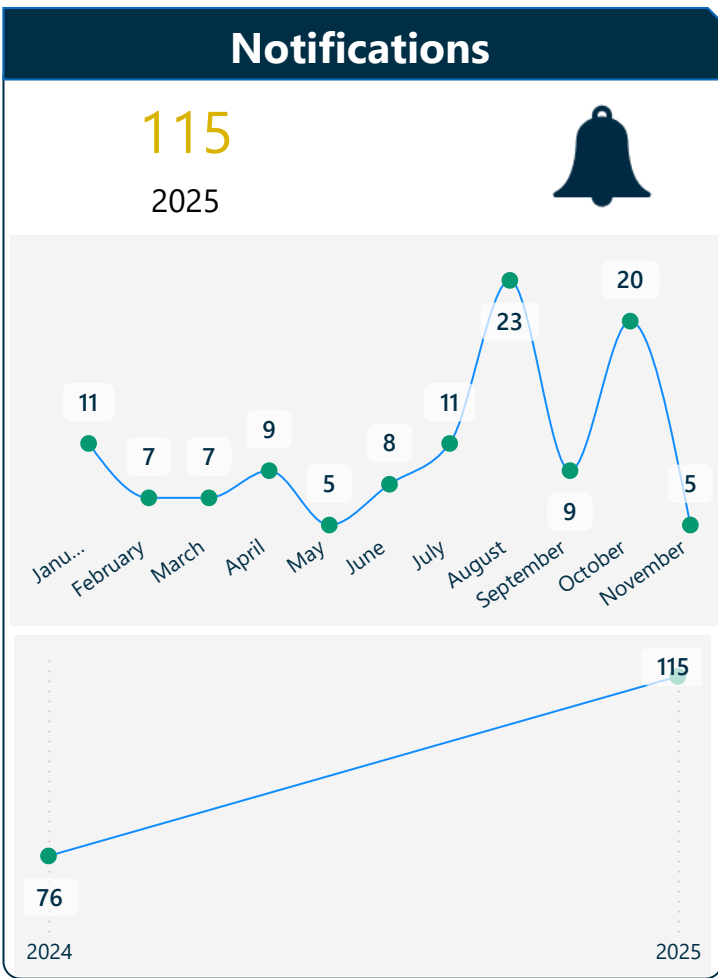 Notifications
115
2025
11
7
7
9
5
8
11
23
9
20
5
Janu...
February
March
April
May
June
July
August
September
October
November
115
76
2024
2025